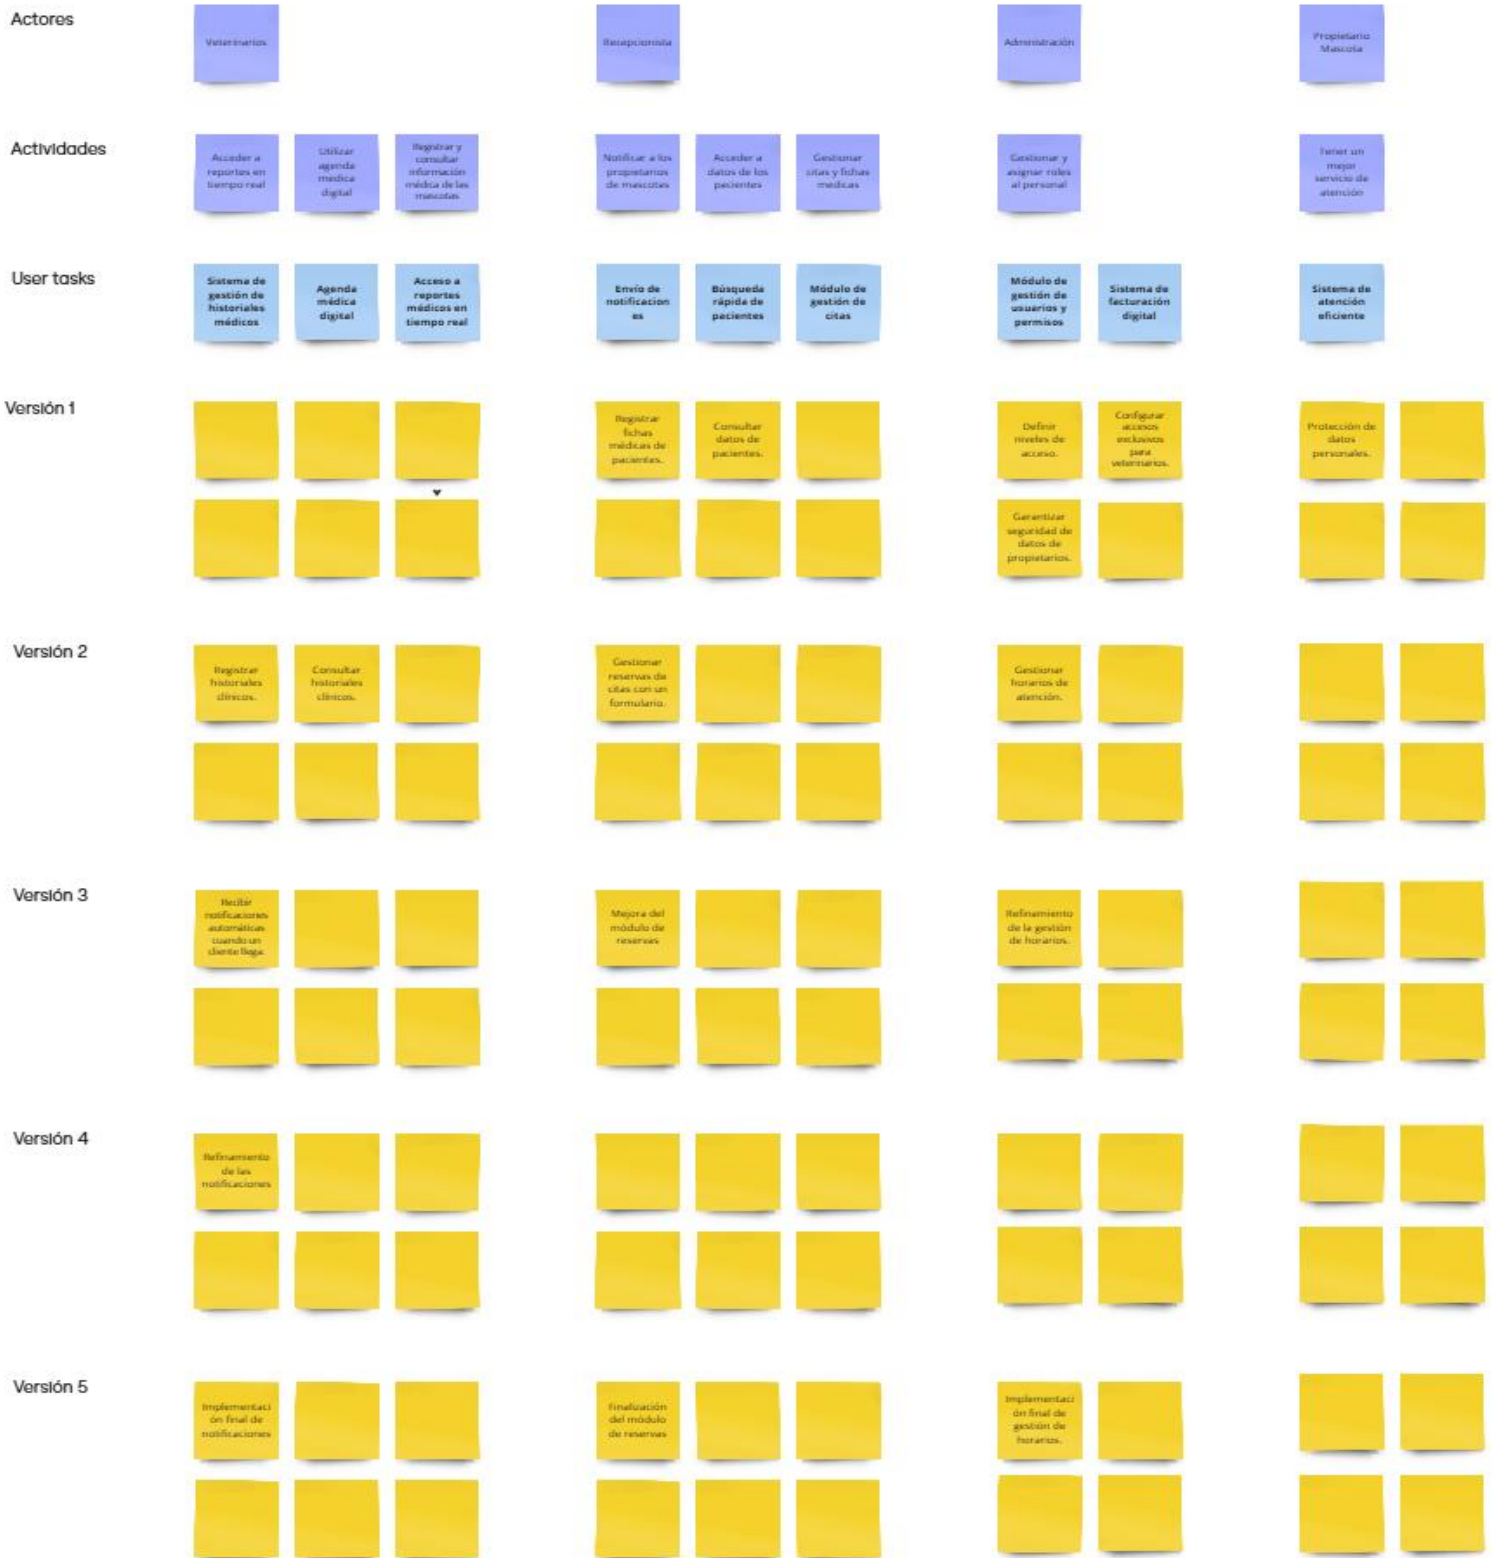 Actores
Veterinarios
Recepcionista
Administración
Propietario
Mascota
Actividades
Acceder a
reportes en
tiempo real
Utilizar
agenda
medica
digital
Registrar y
consultar
información
médica de las
mascotas
Notificar a los
propietarios
de mascotas
Acceder a
datos de los
pacientes
Gestionar
citas y fichas
medicas
Gestionar y
asignar roles
al personal
Tener un
mejor
servicio de
atención
User tasks
Sistema de
gestión de
historiales
médicos
Agenda
médica
digital
Acceso a
reportes
médicos en
tiempo real
Envío de
notificacion
es
Búsqueda
rápida de
pacientes
Módulo de
gestión de
citas
Módulo de
gestión de
usuarios y
permisos
Sistema de
facturación
digital
Sistema de
atención
eficiente
Versión 1
Registrar
fichas
médicas de
pacientes.
Consultar
datos de
pacientes.
Definir
niveles de
acceso.
Configurar
accesos
exclusivos
para
veterinarios.
Protección de
datos
personales.
Garantizar
seguridad de
datos de
propietarios.
Versión 2
Registrar
historiales
clínicos.
Consultar
historiales
clínicos.
Gestionar
reservas de
citas con un
formulario.
Gestionar
horarios de
atención.
Versión 3
Recibir
notificaciones
automáticas
cuando un
cliente llega.
Mejora del
módulo de
reservas
Refinamiento
de la gestión
de horarios.
Versión 4
Refinamiento
de las
notificaciones
Versión 5
Implementaci
ón final de
notificaciones
Finalización
del módulo
de reservas
Implementaci
ón final de
gestión de
horarios.